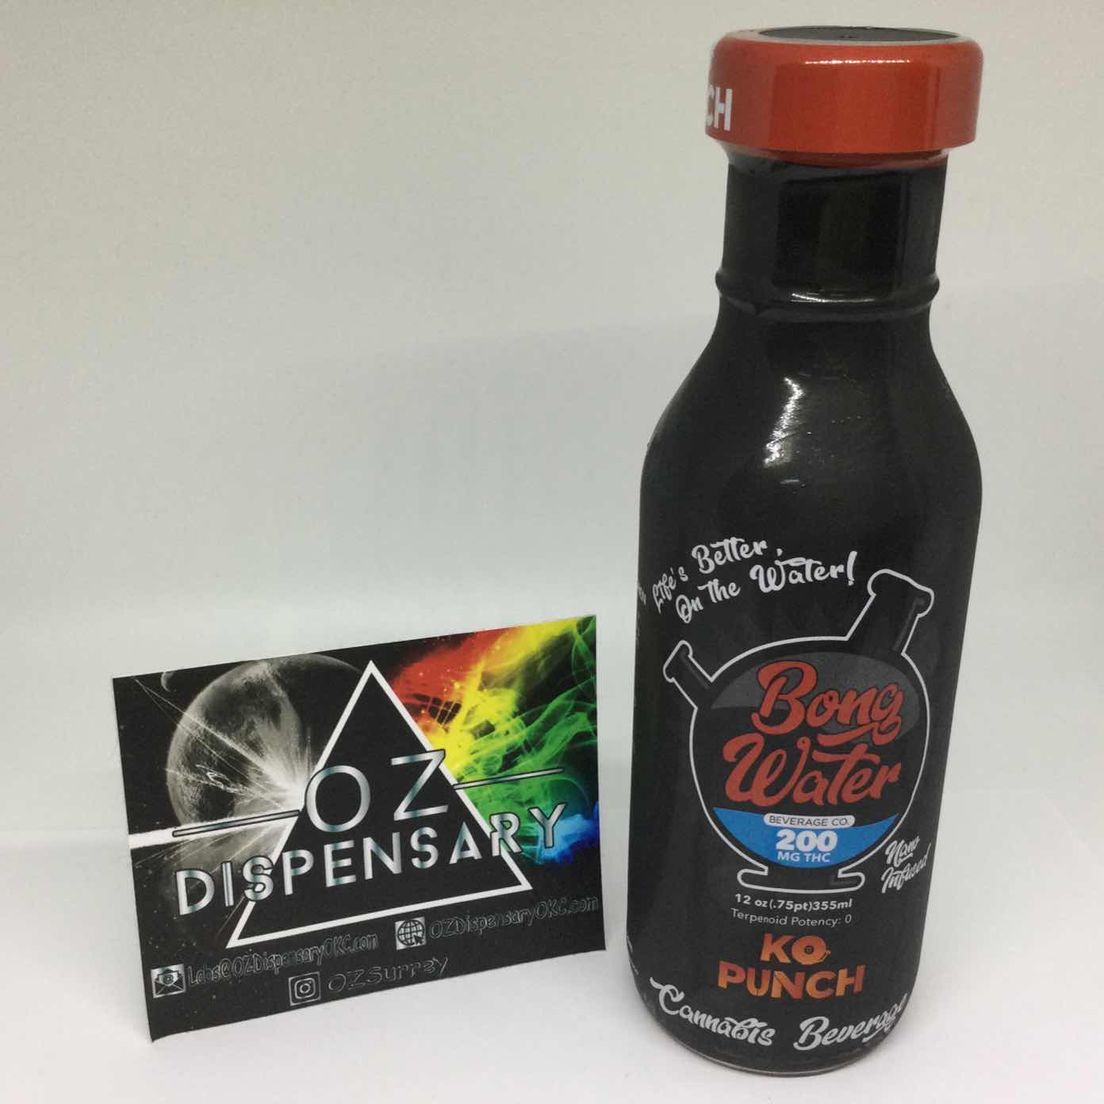 OZ
DISPENSARY
Labs@OZDispensaryOKC.com
OZDispensaryOKC.com
OZSurrey
CH
Life's Better,
On the Water!
Bong
Water
BEVERAGE CO.
200
MG THC
Nano
Infused
12 oz(.75pt)355ml
Terpenoid Potency: 0
KO
PUNCH
Cannabis Beverage